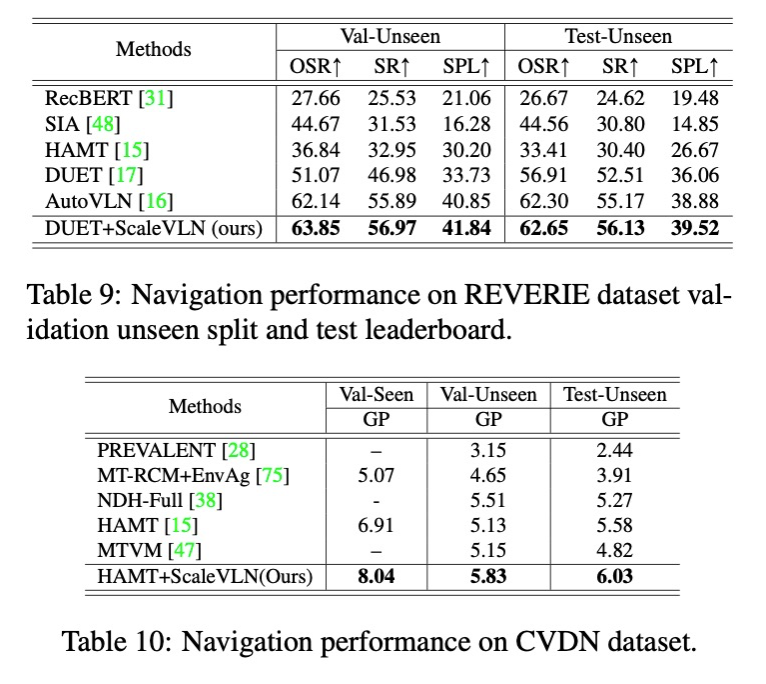 Methods Val-Unseen Test-Unseen
OSR↑ SR↑ SPL↑ OSR↑ SR↑ SPL↑
RecBERT [31] 27.66 25.53 21.06 26.67 24.62 19.48
SIA [48] 44.67 31.53 16.28 44.56 30.80 14.85
HAMT [15] 36.84 32.95 30.20 33.41 30.40 26.67
DUET [17] 51.07 46.98 33.73 56.91 52.51 36.06
AutoVLN [16] 62.14 55.89 40.85 62.30 55.17 38.88
DUET+ScaleVLN (ours) 63.85 56.97 41.84 62.65 56.13 39.52
Table 9: Navigation performance on REVERIE dataset val-
idation unseen split and test leaderboard.
Methods Val-Seen Val-Unseen Test-Unseen
GP GP GP
PREVALENT [28] – 3.15 2.44
MT-RCM+EnvAg [75] 5.07 4.65 3.91
NDH-Full [38] - 5.51 5.27
HAMT [15] 6.91 5.13 5.58
MTVM [47] – 5.15 4.82
HAMT+ScaleVLN(Ours) 8.04 5.83 6.03
Table 10: Navigation performance on CVDN dataset.